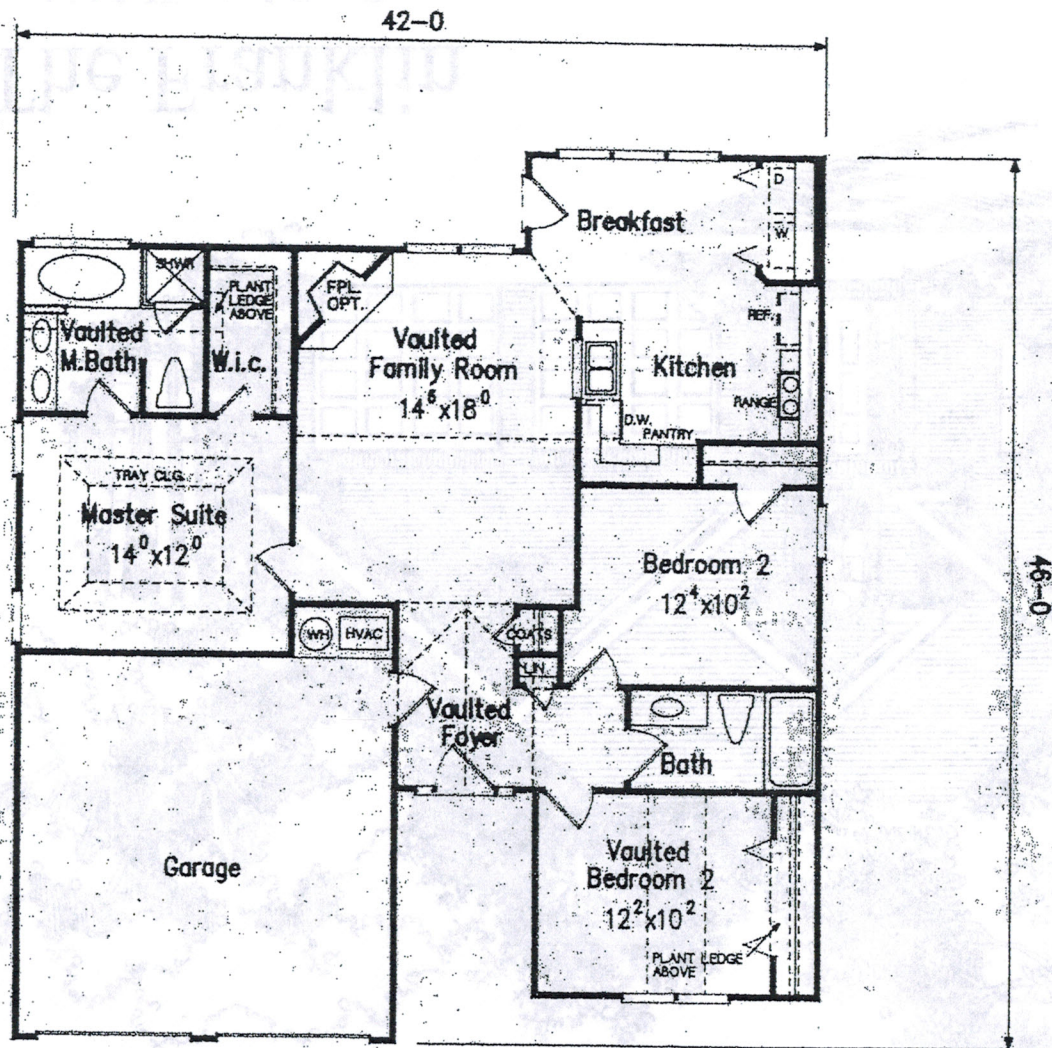 42-0
The Franklin
Breakfast
D
W
SHWR
PLANT
LEDGE
ABOVE
FPL
OPT.
REF.
Vaulted
M.Bath
W.i.c.
Vaulted
Family Room
14⁶x18⁰
Kitchen
RANGE
D.W.
PANTRY
TRAY CLG.
Master Suite
14⁰x12⁰
Bedroom 2
12⁴x10²
46-0
WH
HVAC
COATS
LIN.
Vaulted
Foyer
Bath
Garage
Vaulted
Bedroom 2
12²x10²
PLANT LEDGE
ABOVE